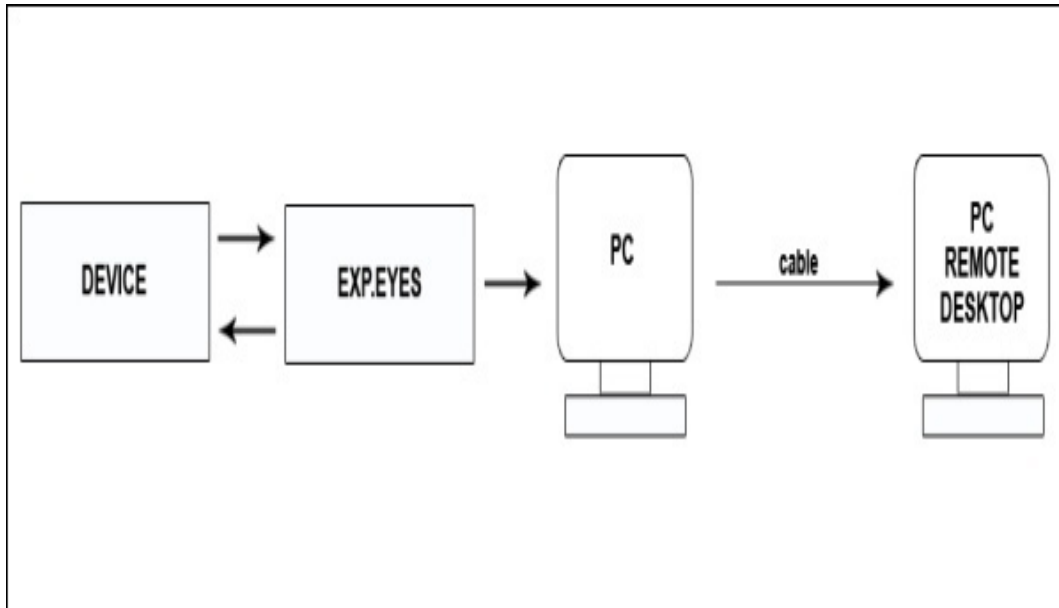 DEVICE
EXP.EYES
PC
cable
PC
REMOTE
DESKTOP